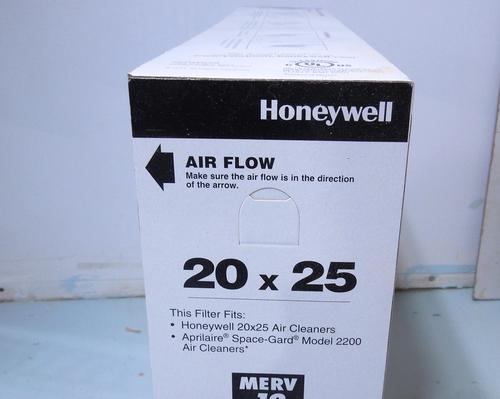 Honeywell
AIR FLOW
Make sure the air flow is in the direction
of the arrow.
20 x 25
This Filter Fits:
• Honeywell 20x25 Air Cleaners
• Aprilaire® Space-Gard® Model 2200
Air Cleaners*
MERV